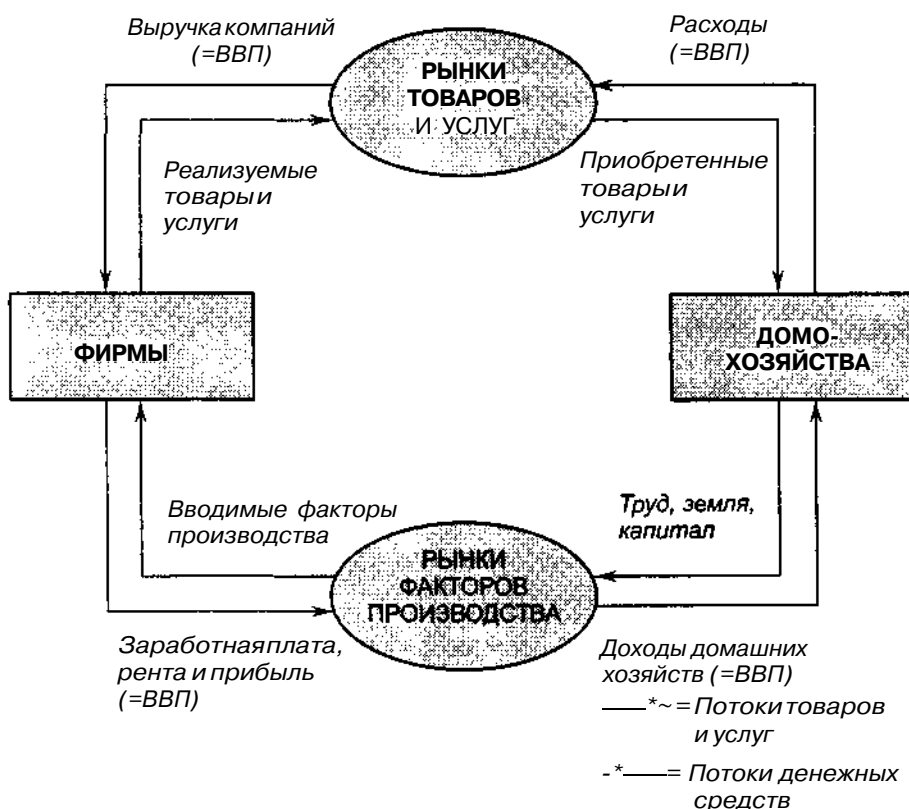 Выручка компаний
(=ВВП)
Расходы
(=ВВП)
РЫНКИ
ТОВАРОВ
И УСЛУГ
Реализуемые
товары и
услуги
Приобретенные
товары и
услуги
ФИРМЫ
ДОМО-
ХОЗЯЙСТВА
Вводимые факторы
производства
Труд, земля,
капитал
РЫНКИ
ФАКТОРОВ
ПРОИЗВОДСТВА
Заработная плата,
рента и прибыль
(=ВВП)
Доходы домашних
хозяйств (=ВВП)
——*~ = Потоки товаров
и услуг
-*—— = Потоки денежных
средств